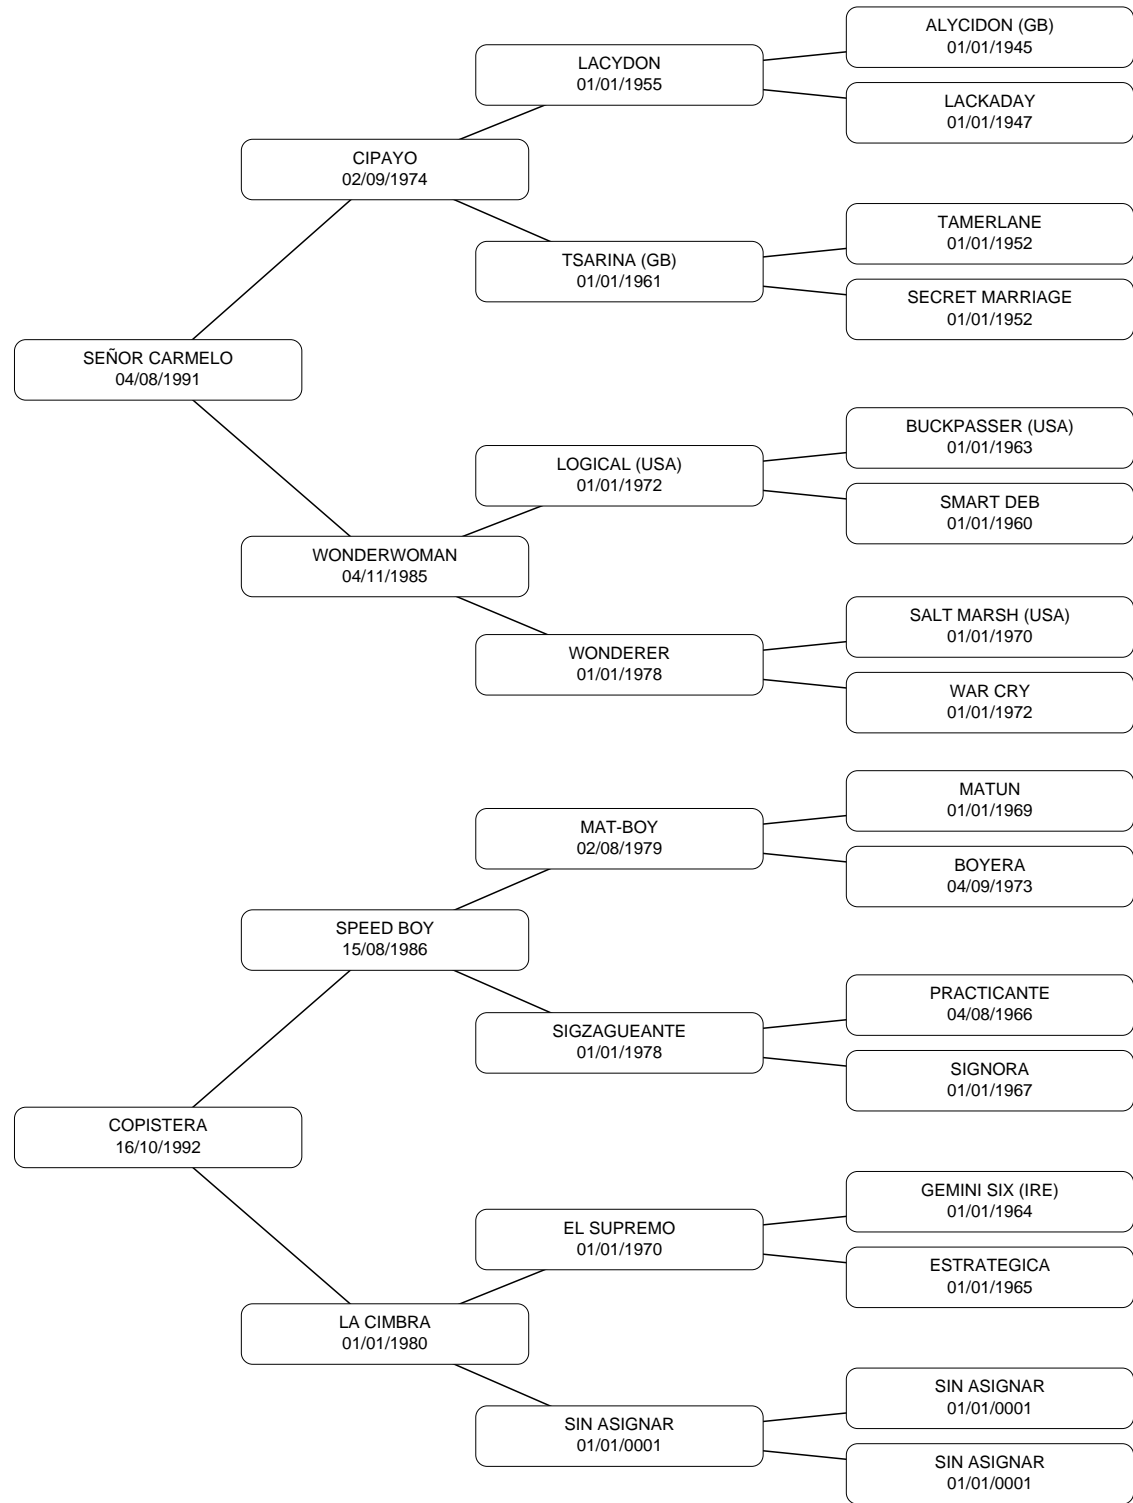 ALYCIDON (GB)
01/01/1945
LACYDON
01/01/1955
LACKADAY
01/01/1947
CIPAYO
02/09/1974
TAMERLANE
01/01/1952
TSARINA (GB)
01/01/1961
SECRET MARRIAGE
01/01/1952
SEÑOR CARMELO
04/08/1991
BUCKPASSER (USA)
01/01/1963
LOGICAL (USA)
01/01/1972
SMART DEB
01/01/1960
WONDERWOMAN
04/11/1985
SALT MARSH (USA)
01/01/1970
WONDERER
01/01/1978
WAR CRY
01/01/1972
MATUN
01/01/1969
MAT-BOY
02/08/1979
BOYERA
04/09/1973
SPEED BOY
15/08/1986
PRACTICANTE
04/08/1966
SIGZAGUEANTE
01/01/1978
SIGNORA
01/01/1967
COPISTERA
16/10/1992
GEMINI SIX (IRE)
01/01/1964
EL SUPREMO
01/01/1970
ESTRATEGICA
01/01/1965
LA CIMBRA
01/01/1980
SIN ASIGNAR
01/01/0001
SIN ASIGNAR
01/01/0001
SIN ASIGNAR
01/01/0001